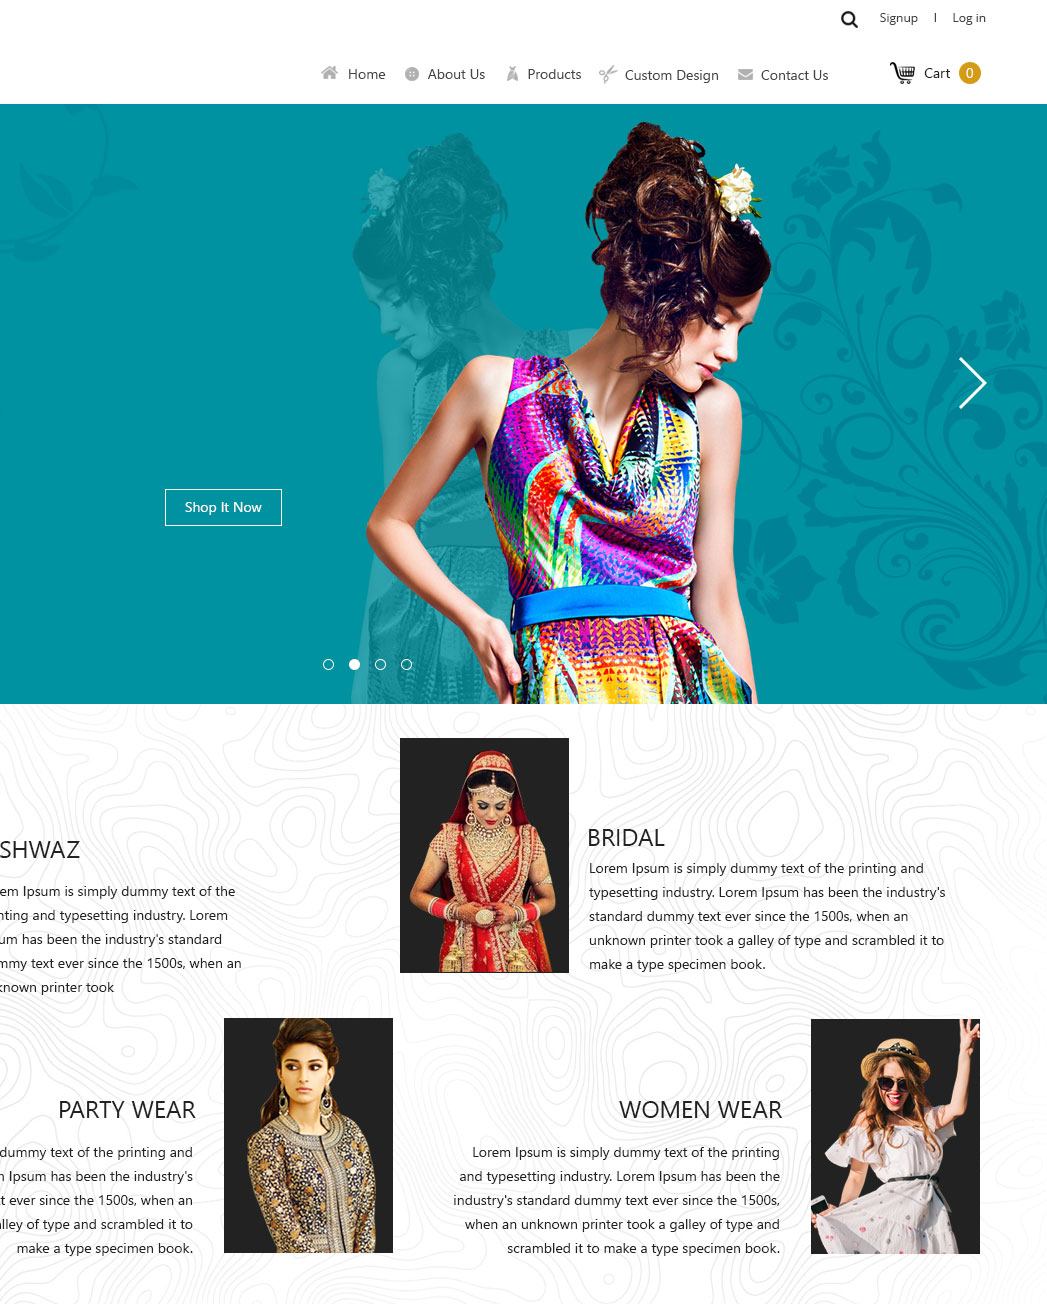 Signup | Log in
Home About Us Products Custom Design Contact Us Cart 0
Shop It Now
SHWAZ
em Ipsum is simply dummy text of the
nting and typesetting industry. Lorem
um has been the industry's standard
mmy text ever since the 1500s, when an
known printer took
BRIDAL
Lorem Ipsum is simply dummy text of the printing and
typesetting industry. Lorem Ipsum has been the industry's
standard dummy text ever since the 1500s, when an
unknown printer took a galley of type and scrambled it to
make a type specimen book.
PARTY WEAR
dummy text of the printing and
n Ipsum has been the industry's
t ever since the 1500s, when an
alley of type and scrambled it to
make a type specimen book.
WOMEN WEAR
Lorem Ipsum is simply dummy text of the printing
and typesetting industry. Lorem Ipsum has been the
industry's standard dummy text ever since the 1500s,
when an unknown printer took a galley of type and
scrambled it to make a type specimen book.